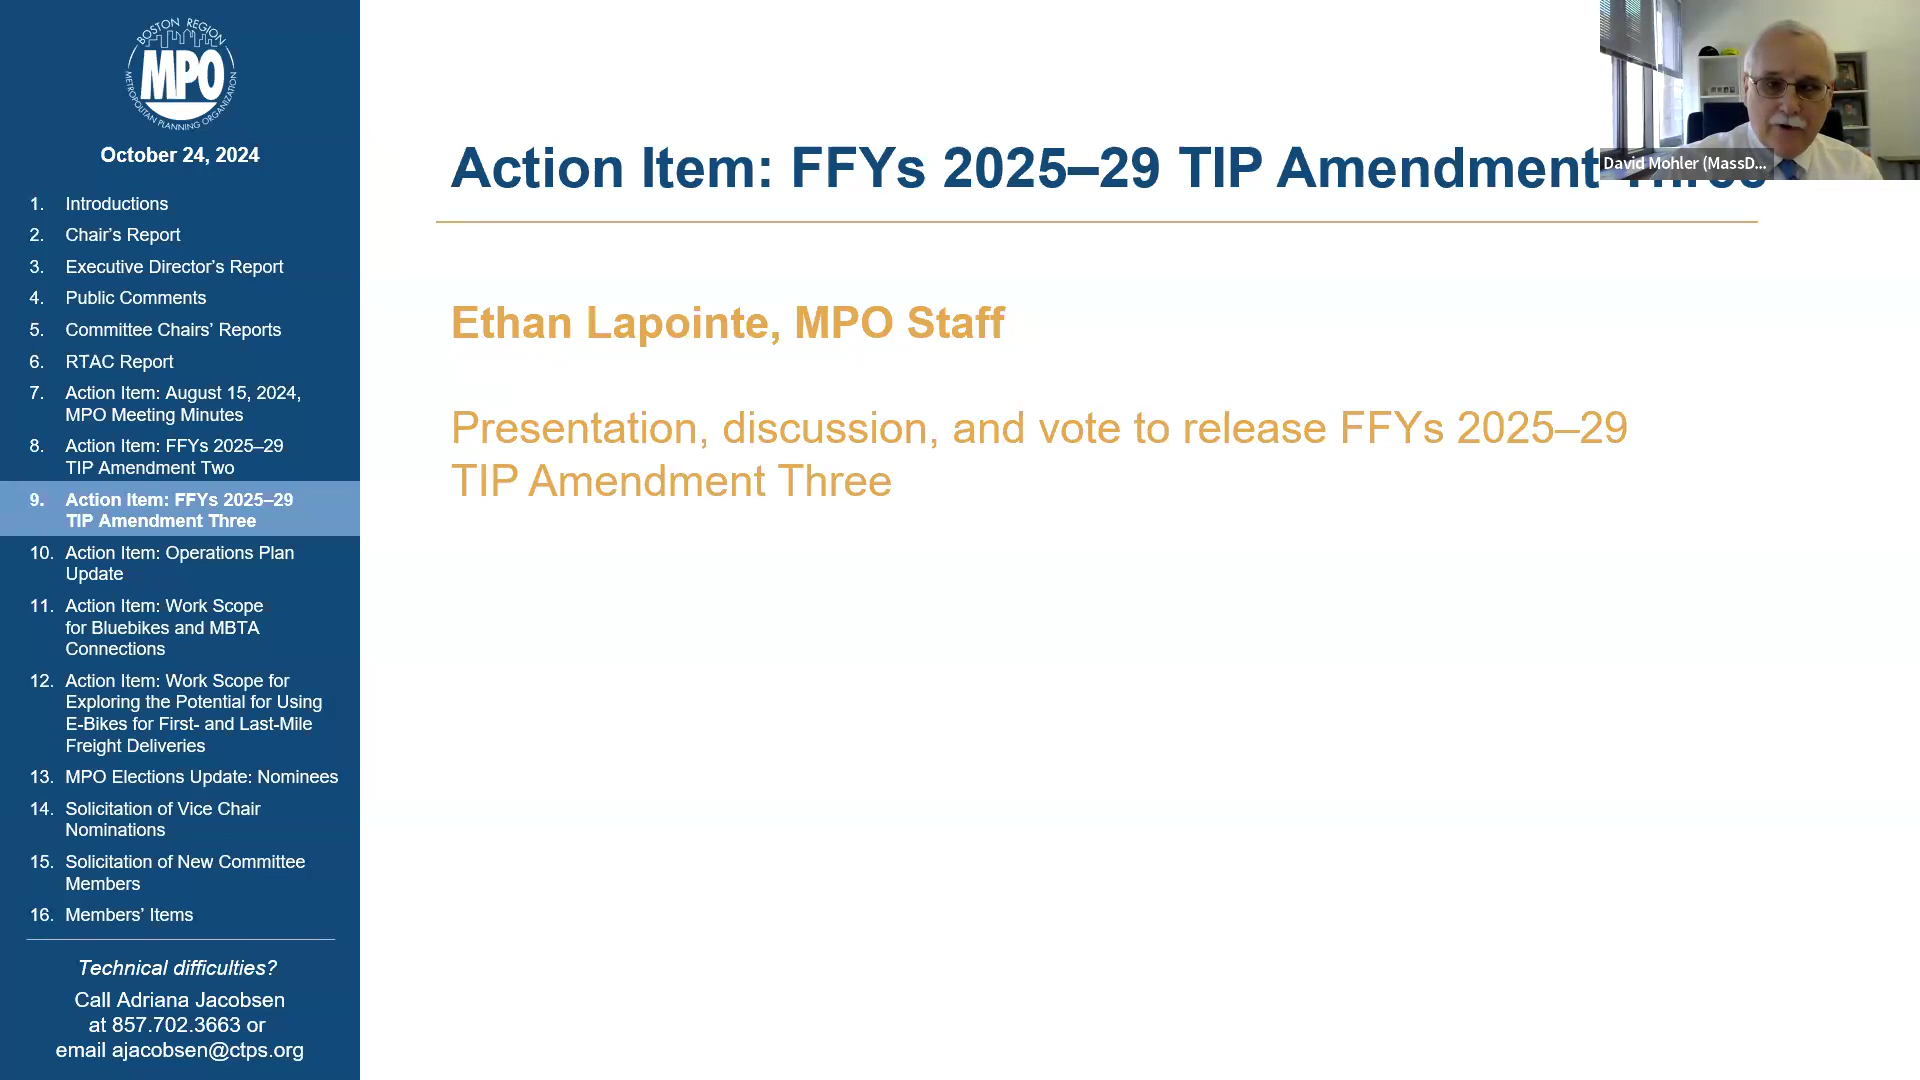 BOSTON REGION
MPO
METROPOLITAN PLANNING ORGANIZATION
October 24, 2024
1. Introductions
2. Chair's Report
3. Executive Director's Report
4. Public Comments
5. Committee Chairs' Reports
6. RTAC Report
7. Action Item: August 15, 2024,
MPO Meeting Minutes
8. Action Item: FFYs 2025–29
TIP Amendment Two
9. Action Item: FFYs 2025–29
TIP Amendment Three
10. Action Item: Operations Plan
Update
11. Action Item: Work Scope
for Bluebikes and MBTA
Connections
12. Action Item: Work Scope for
Exploring the Potential for Using
E-Bikes for First- and Last-Mile
Freight Deliveries
13. MPO Elections Update: Nominees
14. Solicitation of Vice Chair
Nominations
15. Solicitation of New Committee
Members
16. Members' Items
Technical difficulties?
Call Adriana Jacobsen
at 857.702.3663 or
email ajacobsen@ctps.org
Action Item: FFYs 2025–29 TIP Amendment Three
Ethan Lapointe, MPO Staff
Presentation, discussion, and vote to release FFYs 2025–29
TIP Amendment Three
David Mohler (MassD...